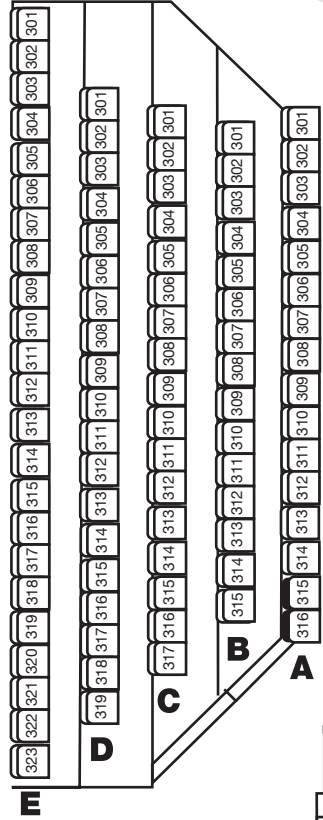 301 302 303 304 305 306 307 308 309 310 311 312 313 314 315 316 317 318 319 320 321 322 323
E
301 302 303 304 305 306 307 308 309 310 311 312 313 314 315 316 317 318 319
D
301 302 303 304 305 306 307 308 309 310 311 312 313 314 315 316 317
C
301 302 303 304 305 306 307 308 309 310 311 312 313 314 315
B
301 302 303 304 305 306 307 308 309 310 311 312 313 314 315 316
A